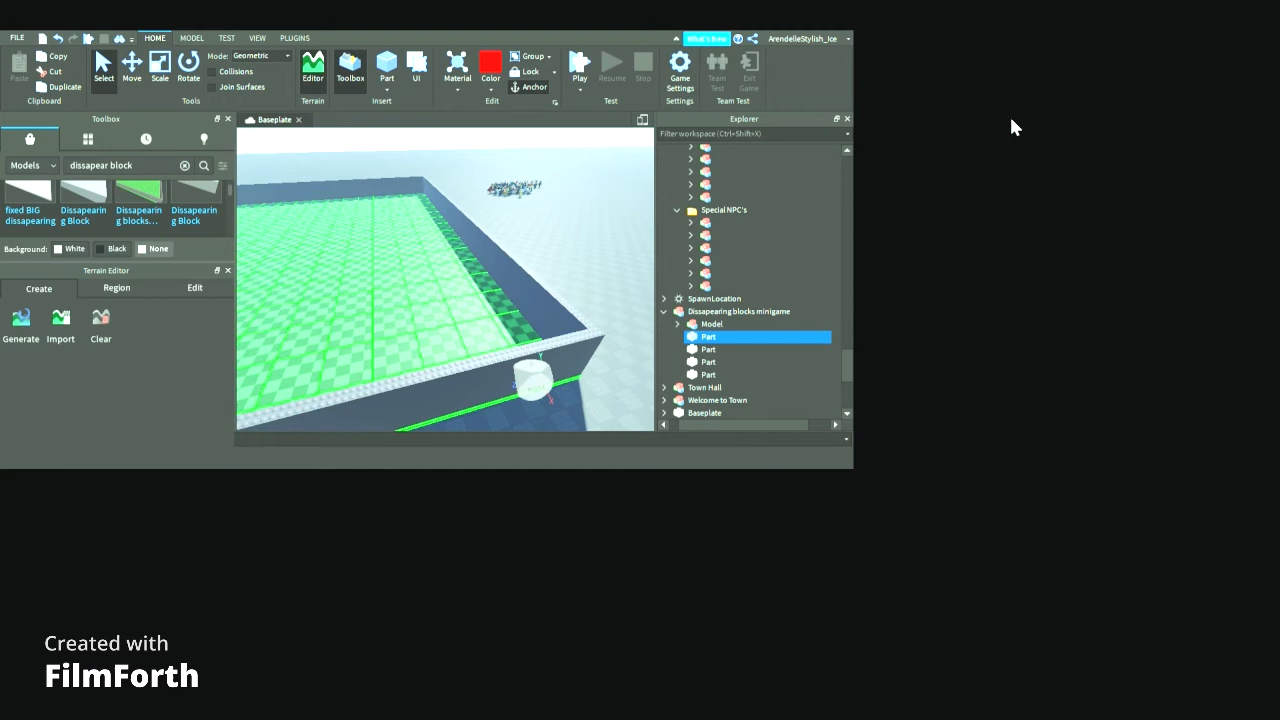 FILE HOME MODEL TEST VIEW PLUGINS What's New ArendelleStylish_Ice
Paste Copy Cut Duplicate Clipboard
Select Move Scale Rotate Mode: Geometric Collisions Join Surfaces Tools
Editor Terrain
Toolbox Part UI Insert
Material Color Group Lock Anchor Edit
Play Resume Stop Test
Game Settings Settings
Team Test Exit Game Team Test
Toolbox
Models dissapear block
fixed BIG dissapearing
Dissapearin g Block
Dissapearin g blocks...
Dissapearin g Block
Background: White Black None
Terrain Editor
Create Region Edit
Generate Import Clear
Baseplate
Explorer
Filter workspace (Ctrl+Shift+X)
Special NPC's
SpawnLocation
Dissapearing blocks minigame
Model
Part
Part
Part
Part
Town Hall
Welcome to Town
Baseplate
Created with
FilmForth